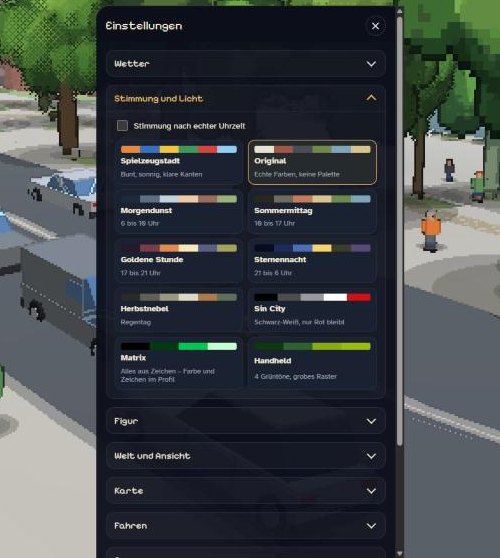 Einstellungen
Wetter
Stimmung und Licht
Stimmung nach echter Uhrzeit
Spielzeugstadt
Bunt, sonnig, klare Kanten
Original
Echte Farben, keine Palette
Morgendunst
6 bis 10 Uhr
Sommermittag
10 bis 17 Uhr
Goldene Stunde
17 bis 21 Uhr
Sternennacht
21 bis 6 Uhr
Herbstnebel
Regentag
Sin City
Schwarz-Weiß, nur Rot bleibt
Matrix
Alles aus Zeichen – Farbe und
Zeichen im Profil
Handheld
4 Grüntöne, grobes Raster
Figur
Welt und Ansicht
Karte
Fahren